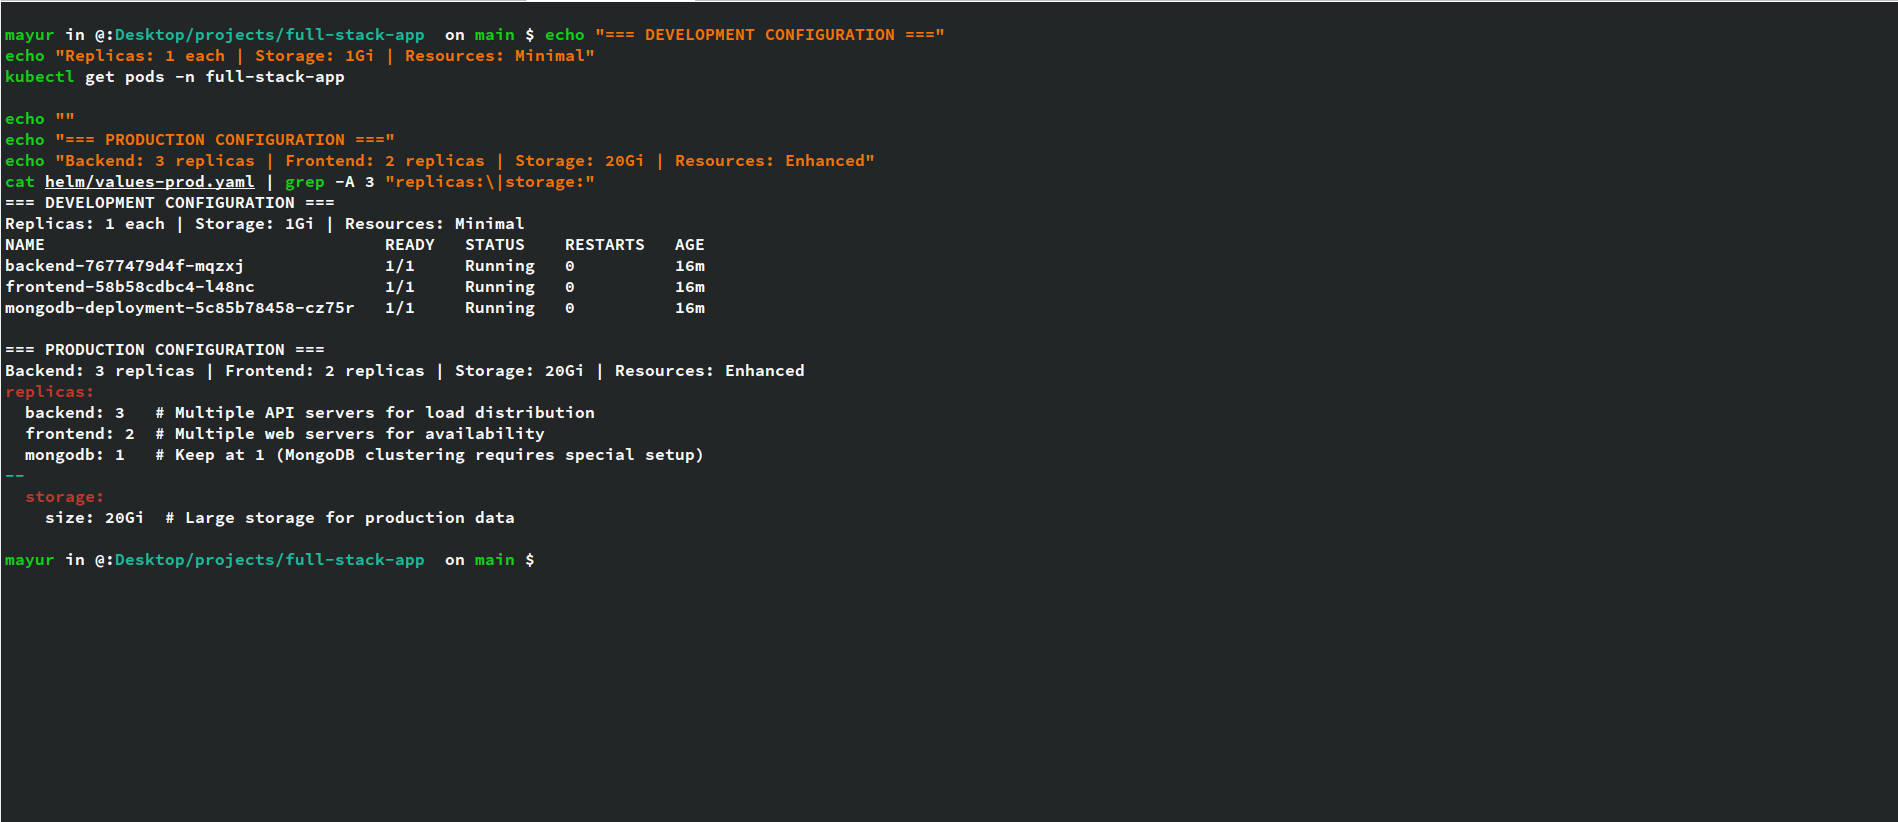 mayur in @:Desktop/projects/full-stack-app  on main $ echo "=== DEVELOPMENT CONFIGURATION ==="
echo "Replicas: 1 each | Storage: 1Gi | Resources: Minimal"
kubectl get pods -n full-stack-app
echo ""
echo "=== PRODUCTION CONFIGURATION ==="
echo "Backend: 3 replicas | Frontend: 2 replicas | Storage: 20Gi | Resources: Enhanced"
cat helm/values-prod.yaml | grep -A 3 "replicas:\|storage:"
=== DEVELOPMENT CONFIGURATION ===
Replicas: 1 each | Storage: 1Gi | Resources: Minimal
NAME                                  READY   STATUS    RESTARTS   AGE
backend-7677479d4f-mqzxj              1/1     Running   0          16m
frontend-58b58cdbc4-l48nc             1/1     Running   0          16m
mongodb-deployment-5c85b78458-cz75r   1/1     Running   0          16m
=== PRODUCTION CONFIGURATION ===
Backend: 3 replicas | Frontend: 2 replicas | Storage: 20Gi | Resources: Enhanced
replicas:
  backend: 3   # Multiple API servers for load distribution
  frontend: 2  # Multiple web servers for availability
  mongodb: 1   # Keep at 1 (MongoDB clustering requires special setup)
--
  storage:
    size: 20Gi  # Large storage for production data
mayur in @:Desktop/projects/full-stack-app  on main $